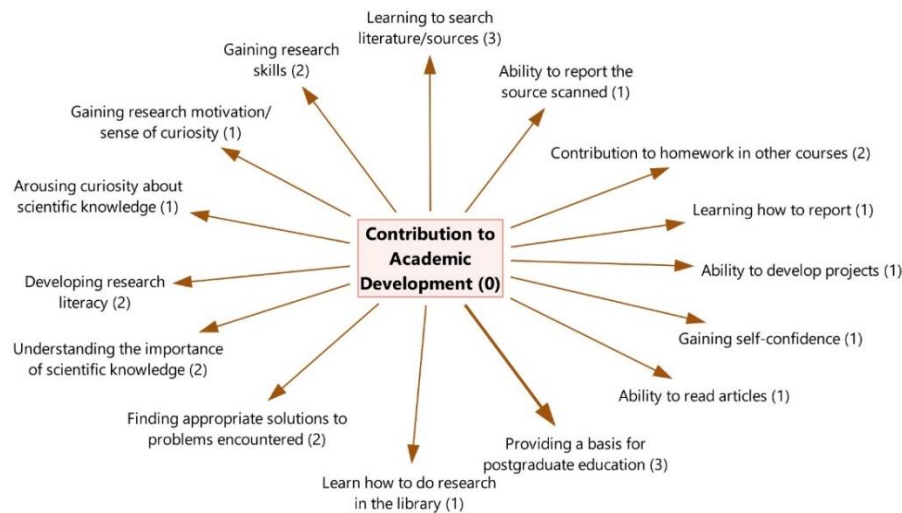 Learning to search
literature/sources (3)
Gaining research
skills (2)
Ability to report the
source scanned (1)
Gaining research motivation/
sense of curiosity (1)
Contribution to homework in other courses (2)
Arousing curiosity about
scientific knowledge (1)
Learning how to report (1)
Contribution to
Academic
Development (0)
Ability to develop projects (1)
Developing research
literacy (2)
Gaining self-confidence (1)
Understanding the importance
of scientific knowledge (2)
Ability to read articles (1)
Finding appropriate solutions to
problems encountered (2)
Providing a basis for
postgraduate education (3)
Learn how to do research
in the library (1)